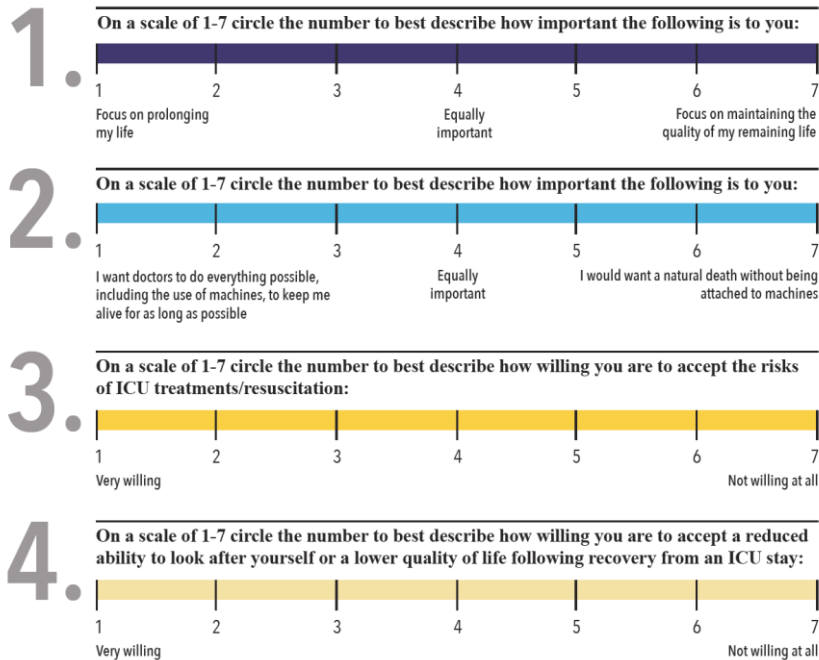 1.
On a scale of 1-7 circle the number to best describe how important the following is to you:
1 2 3 4 5 6 7
Focus on prolonging
my life
Equally
important
Focus on maintaining the
quality of my remaining life
2.
On a scale of 1-7 circle the number to best describe how important the following is to you:
1 2 3 4 5 6 7
I want doctors to do everything possible,
including the use of machines, to keep me
alive for as long as possible
Equally
important
I would want a natural death without being
attached to machines
3.
On a scale of 1-7 circle the number to best describe how willing you are to accept the risks
of ICU treatments/resuscitation:
1 2 3 4 5 6 7
Very willing
Not willing at all
4.
On a scale of 1-7 circle the number to best describe how willing you are to accept a reduced
ability to look after yourself or a lower quality of life following recovery from an ICU stay:
1 2 3 4 5 6 7
Very willing
Not willing at all